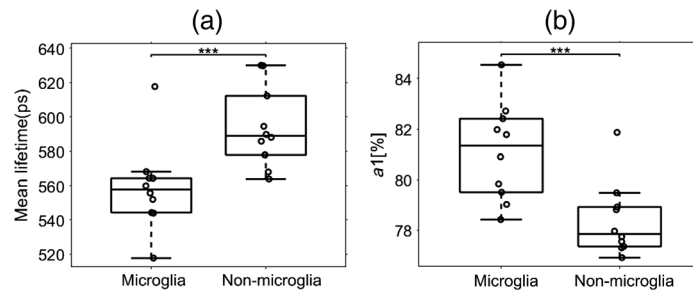 (a)
(b)
***
***
Mean lifetime(ps)
640
620
600
580
560
540
520
Microglia Non-microglia
a1[%]
84
82
80
78
Microglia Non-microglia